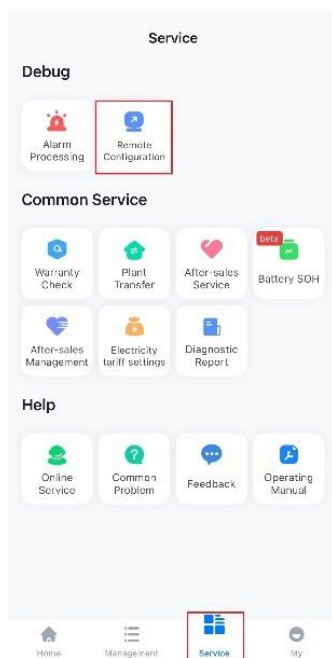 Service
Debug
Alarm
Processing
Remote
Configuration
Common Service
Warranty
Check
Plant
Transfer
After-sales
Service
beta
Battery SOH
After-sales
Management
Electricity
tariff settings
Diagnostic
Report
Help
Online
Service
Common
Problem
Feedback
Operating
Manual
Home
Management
Service
My